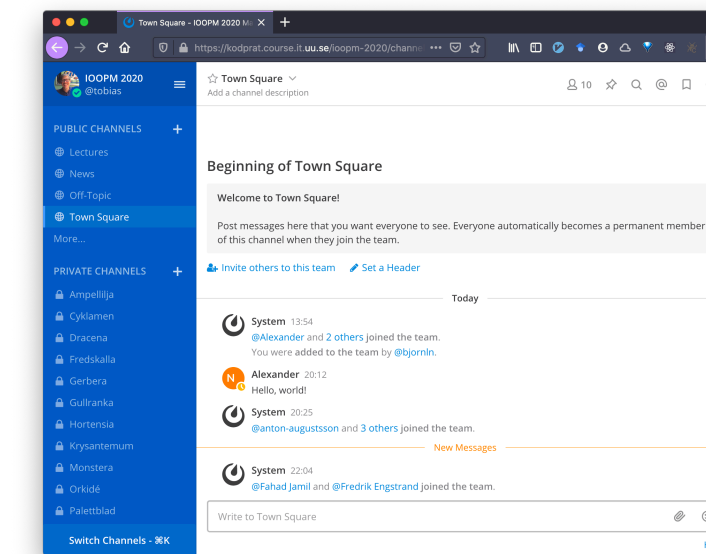 Town Square - IOOPM 2020 Ma
https://kodprat.course.it.uu.se/ioopm-2020/channe
IOOPM 2020
@tobias
PUBLIC CHANNELS
Lectures
News
Off-Topic
Town Square
More...
PRIVATE CHANNELS
Ampellilja
Cyklamen
Dracena
Fredskalla
Gerbera
Gullranka
Hortensia
Krysantemum
Monstera
Orkidé
Palettblad
Switch Channels - ⌘K
Town Square
Add a channel description
10
Beginning of Town Square
Welcome to Town Square!
Post messages here that you want everyone to see. Everyone automatically becomes a permanent member
of this channel when they join the team.
Invite others to this team Set a Header
Today
System 13:54
@Alexander and 2 others joined the team.
You were added to the team by @bjornln.
N
Alexander 20:12
Hello, world!
System 20:25
@anton-augustsson and 3 others joined the team.
New Messages
System 22:04
@Fahad Jamil and @Fredrik Engstrand joined the team.
Write to Town Square